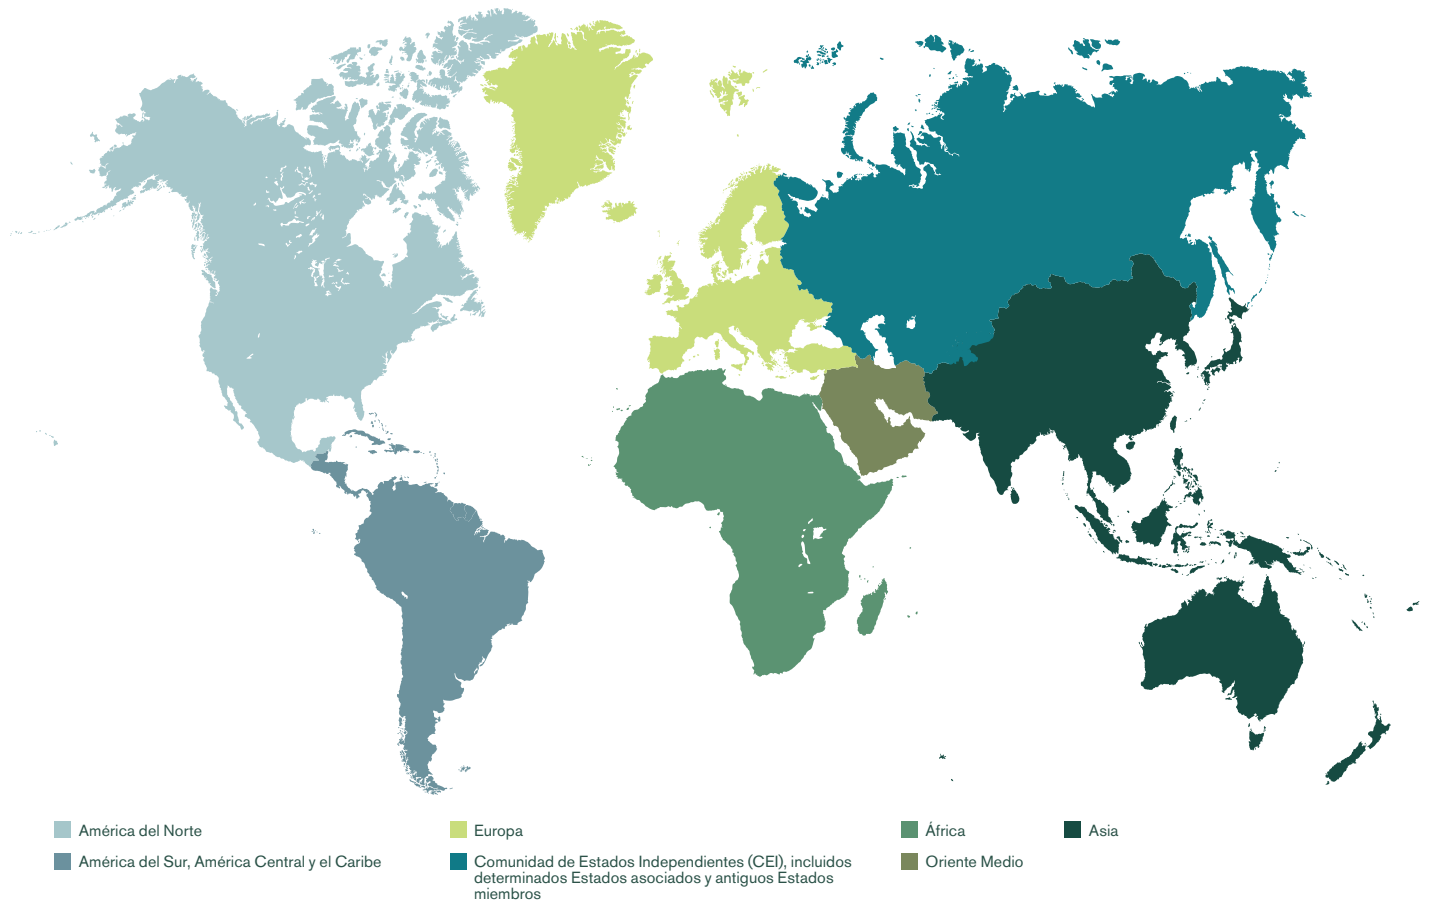 América del Norte
América del Sur, América Central y el Caribe
Europa
Comunidad de Estados Independientes (CEI), incluidos
determinados Estados asociados y antiguos Estados
miembros
África
Oriente Medio
Asia